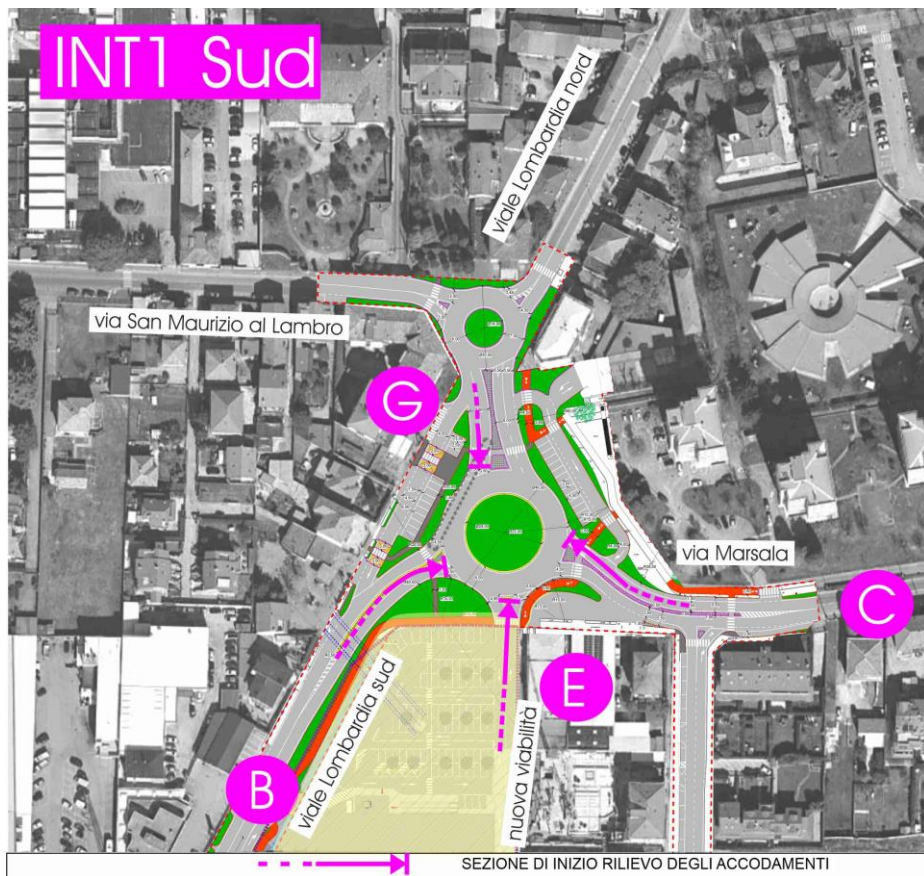 INT1 Sud
viale Lombardia nord
via San Maurizio al Lambro
G
via Marsala
C
E
nuova viabilità
viale Lombardia sud
B
SEZIONE DI INIZIO RILIEVO DEGLI ACCODAMENTI